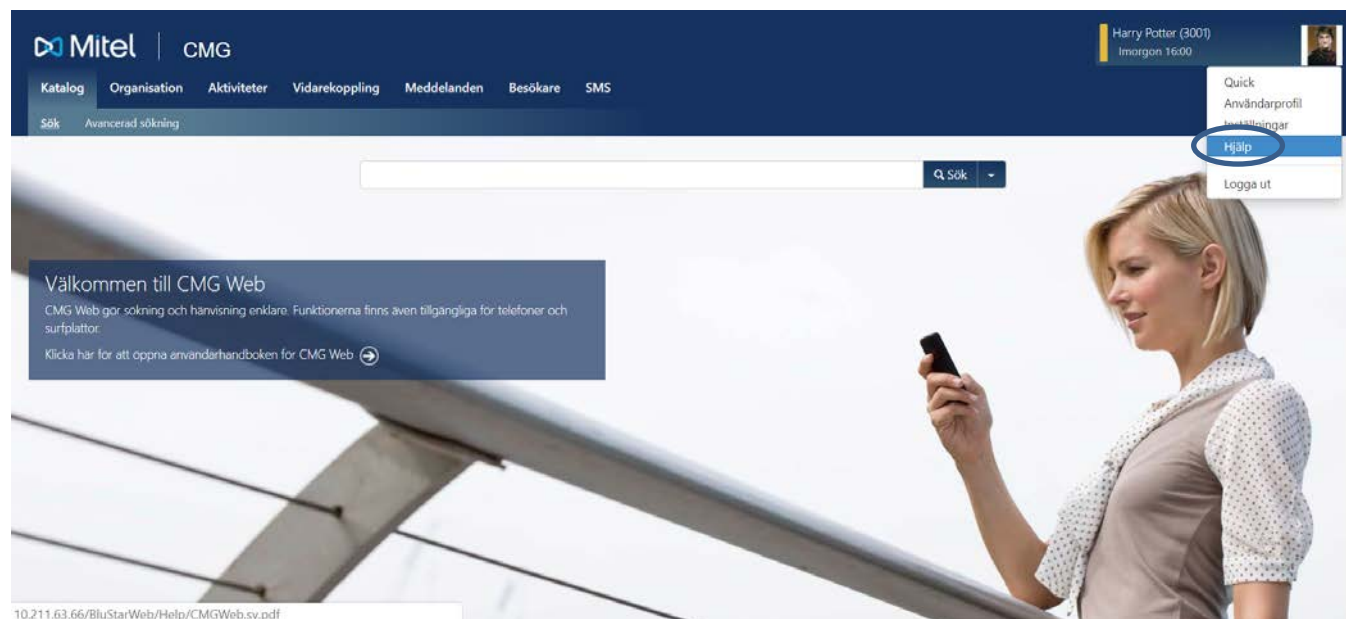 Mitel | CMG
Harry Potter (3001)
Imorgon 16:00
Katalog Organisation Aktiviteter Vidarekoppling Meddelanden Besökare SMS
Sök Avancerad sökning
Quick
Användarprofil
Inställningar
Hjälp
Logga ut
Sök
Välkommen till CMG Web
CMG Web gör sökning och hänvisning enklare. Funktionerna finns även tillgängliga för telefoner och
surfplattor.
Klicka här för att öppna användarhandboken för CMG Web
10.211.63.66/BluStarWeb/Help/CMGWeb.sv.pdf